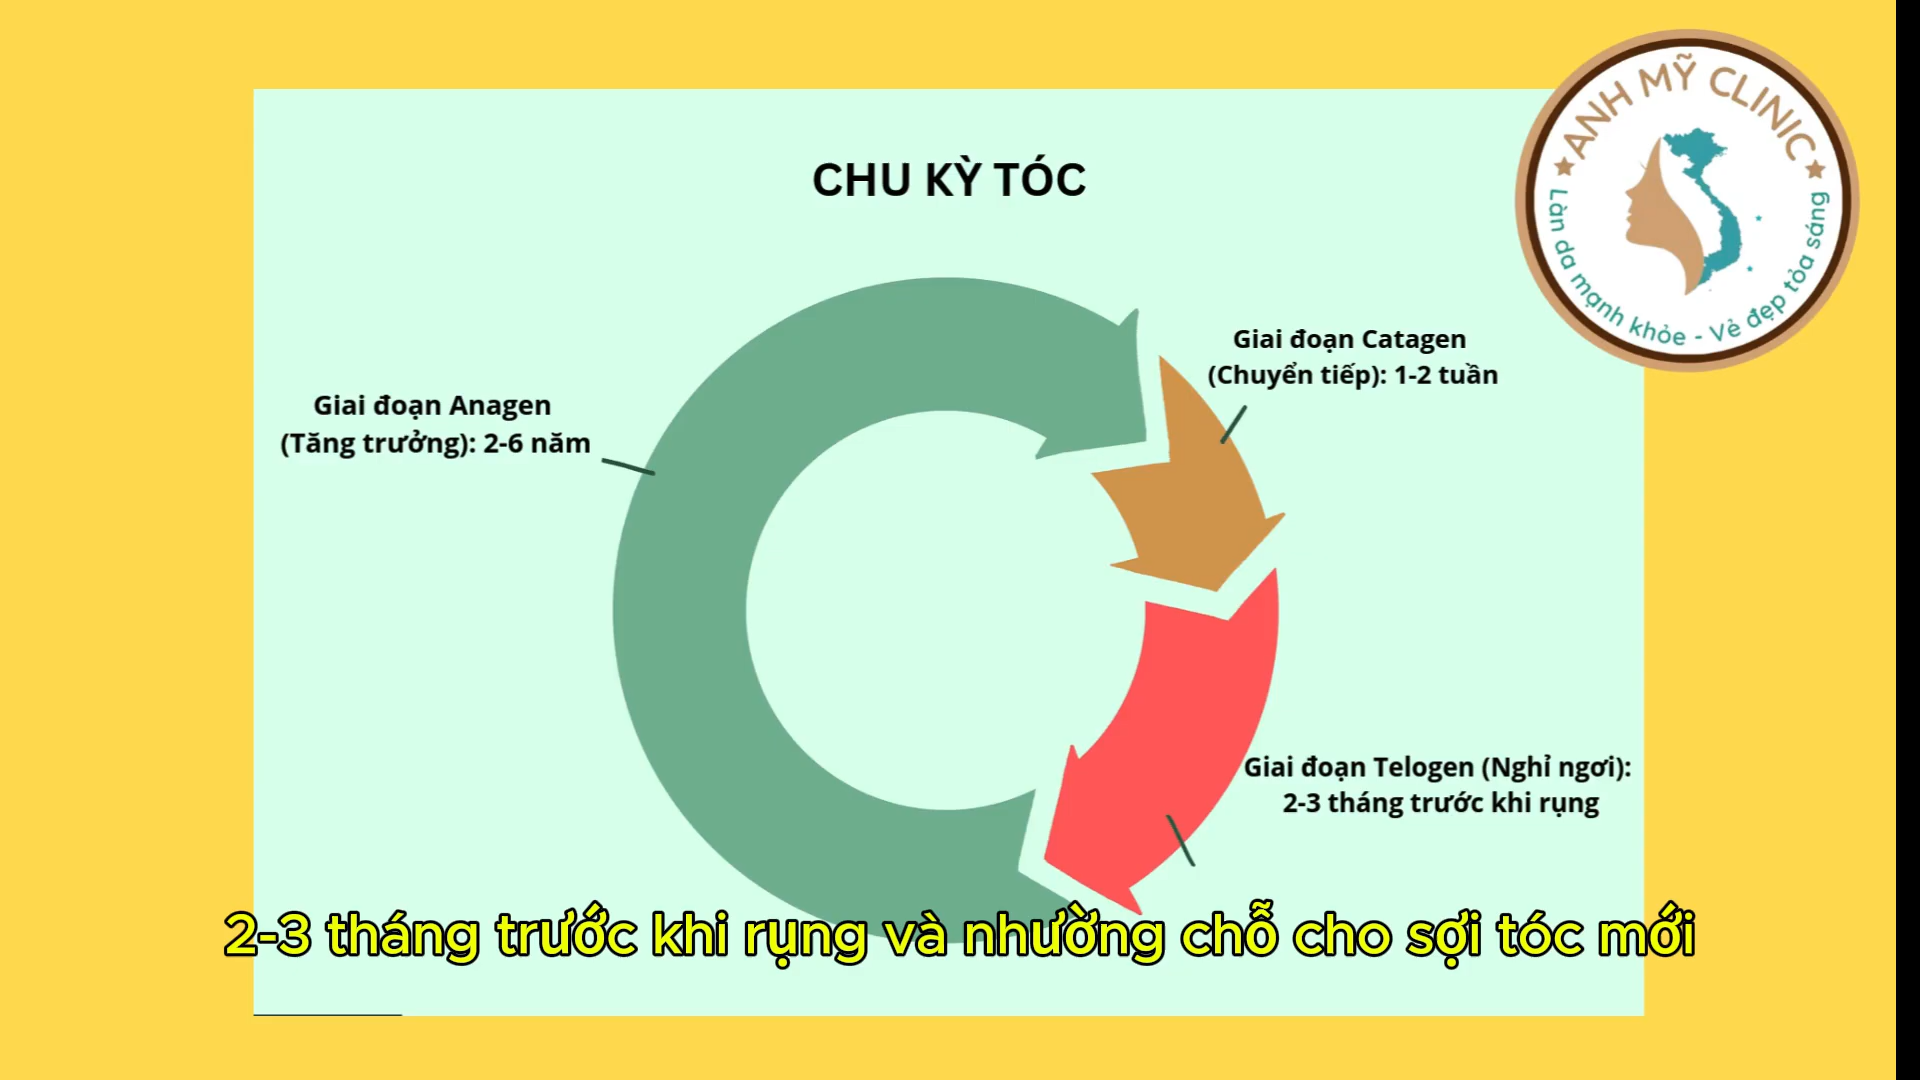 CHU KỲ TÓC
ANH MỸ CLINIC
Làn da mạnh khỏe - Vẻ đẹp tỏa sáng
Giai đoạn Catagen
(Chuyển tiếp): 1-2 tuần
Giai đoạn Anagen
(Tăng trưởng): 2-6 năm
Giai đoạn Telogen (Nghỉ ngơi):
2-3 tháng trước khi rụng
2-3 tháng trước khi rụng và nhường chỗ cho sợi tóc mới